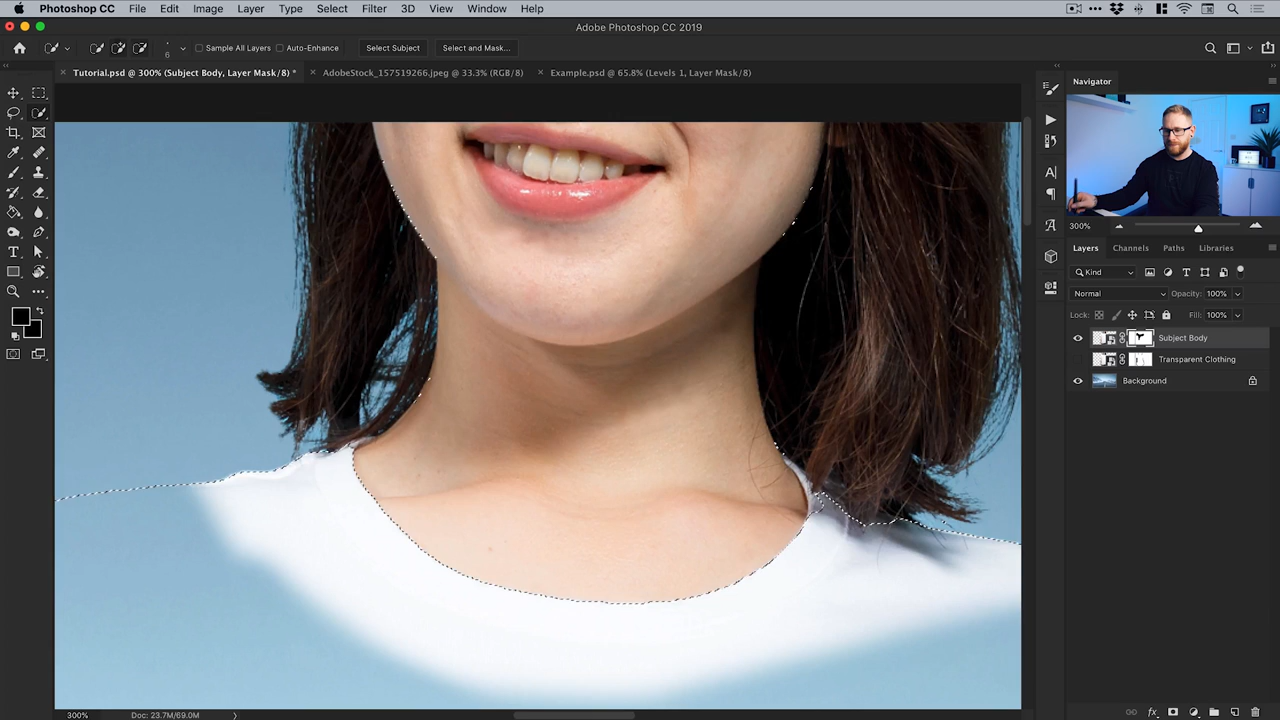 Photoshop CC File Edit Image Layer Type Select Filter 3D View Window Help
Adobe Photoshop CC 2019
6 Sample All Layers Auto-Enhance Select Subject Select and Mask...
Tutorial.psd @ 300% (Subject Body, Layer Mask/8) * AdobeStock_157519266.jpeg @ 33.3% (RGB/8) Example.psd @ 65.8% (Levels 1, Layer Mask/8)
Navigator
300%
Layers Channels Paths Libraries
Kind
Normal Opacity: 100%
Lock: Fill: 100%
Subject Body
Transparent Clothing
Background
300% Doc: 23.7M/69.0M